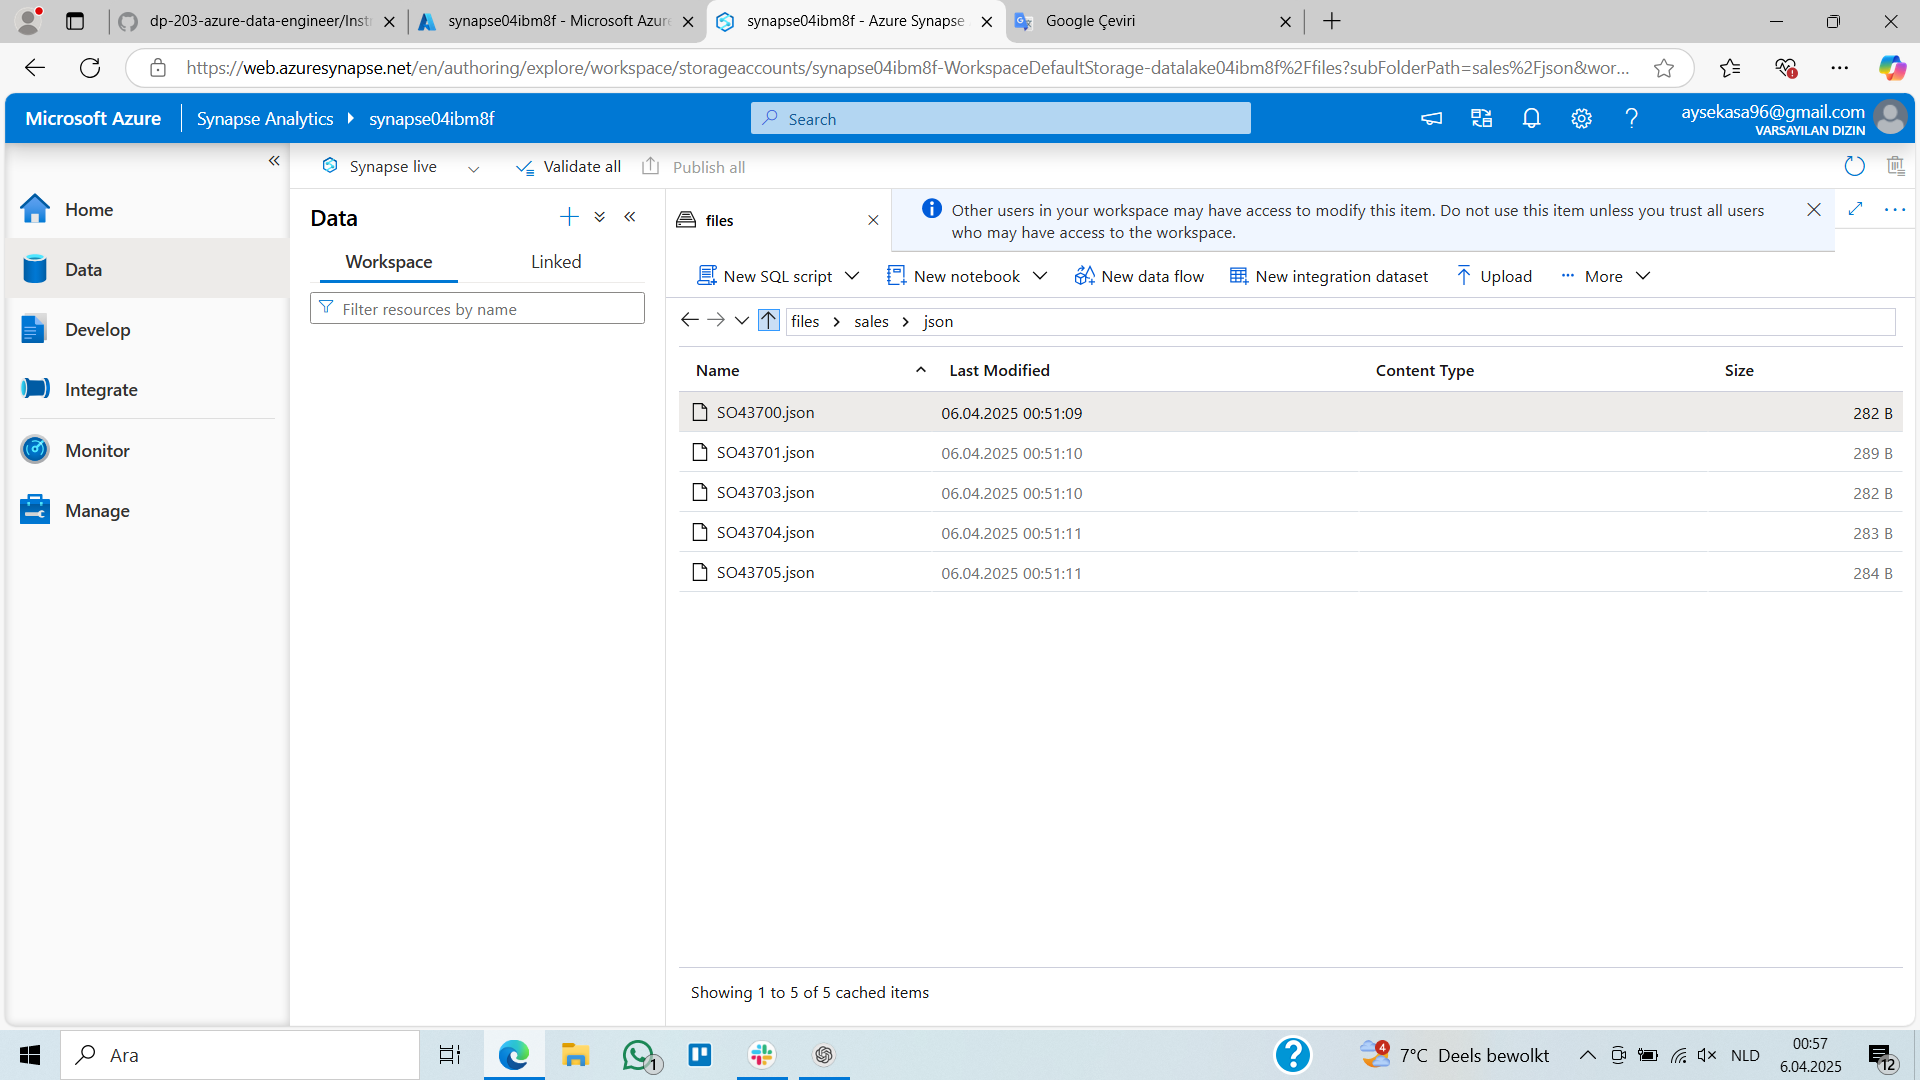 dp-203-azure-data-engineer/Inst
synapse04ibm8f - Microsoft Azure
synapse04ibm8f - Azure Synapse
Google Çeviri
https://web.azuresynapse.net/en/authoring/explore/workspace/storageaccounts/synapse04ibm8f-WorkspaceDefaultStorage-datalake04ibm8f%2Ffiles?subFolderPath=sales%2Fjson&wor...
Microsoft Azure
Synapse Analytics
synapse04ibm8f
Search
aysekasa96@gmail.com
VARSAYILAN DIZIN
Synapse live
Validate all
Publish all
Home
Data
Develop
Integrate
Monitor
Manage
Data
Workspace
Linked
Filter resources by name
files
Other users in your workspace may have access to modify this item. Do not use this item unless you trust all users
who may have access to the workspace.
New SQL script
New notebook
New data flow
New integration dataset
Upload
More
files > sales > json
Name Last Modified Content Type Size
SO43700.json 06.04.2025 00:51:09 282 B
SO43701.json 06.04.2025 00:51:10 289 B
SO43703.json 06.04.2025 00:51:10 282 B
SO43704.json 06.04.2025 00:51:11 283 B
SO43705.json 06.04.2025 00:51:11 284 B
Showing 1 to 5 of 5 cached items
Ara
1
4
7°C Deels bewolkt
NLD
00:57
6.04.2025
12